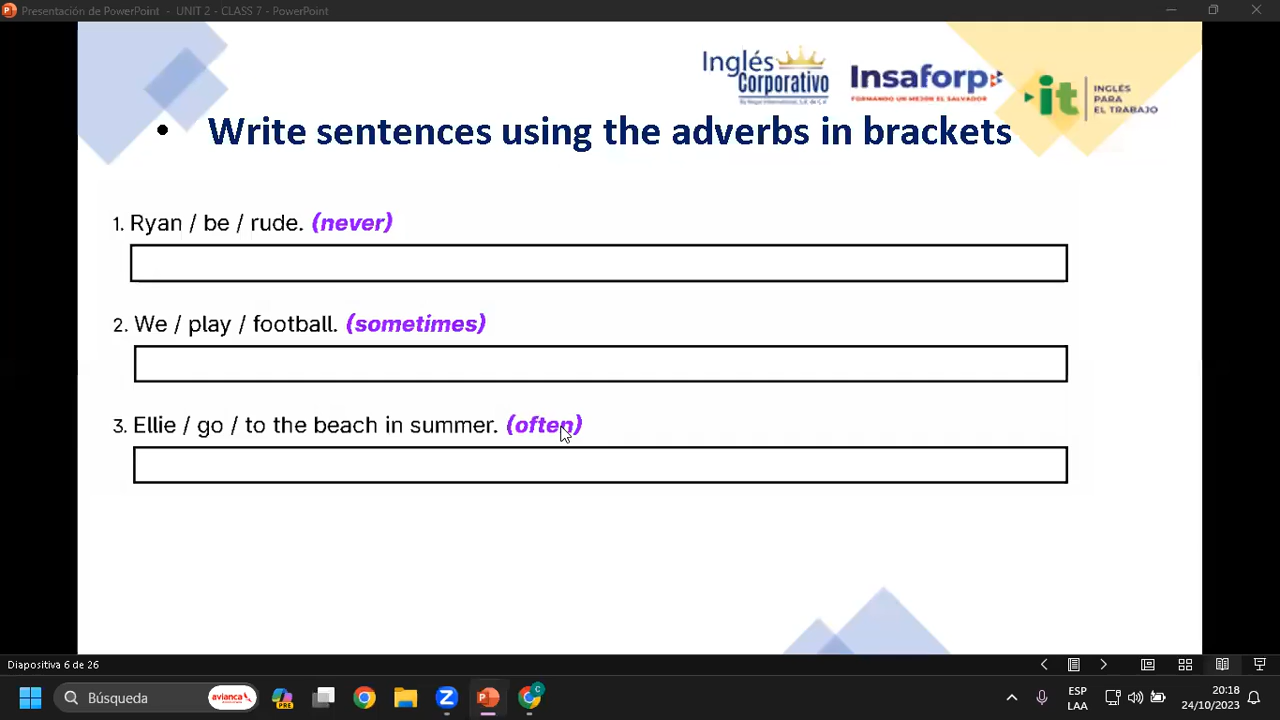 Presentación de PowerPoint - UNIT 2 - CLASS 7 - PowerPoint
Inglés
Corporativo
Insaforp
FORMANDO UN MEJOR EL SALVADOR
it
INGLÉS
PARA
EL TRABAJO
• Write sentences using the adverbs in brackets
1. Ryan / be / rude. (never)
2. We / play / football. (sometimes)
3. Ellie / go / to the beach in summer. (often)
Diapositiva 6 de 26
Búsqueda
avianca
PRE
C
ESP
LAA
20:18
24/10/2023